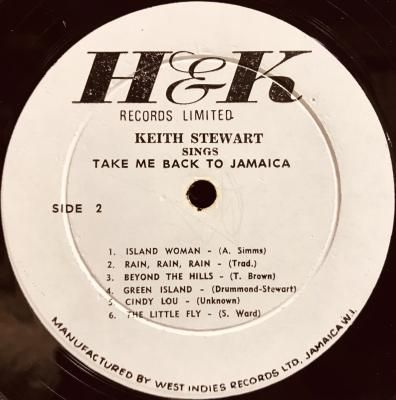 H&K
RECORDS LIMITED
KEITH STEWART
SINGS
TAKE ME BACK TO JAMAICA
SIDE 2
1. ISLAND WOMAN - (A. Simms)
2. RAIN, RAIN, RAIN - (Trad.)
3. BEYOND THE HILLS - (T. Brown)
4. GREEN ISLAND - (Drummond-Stewart)
5. CINDY LOU - (Unknown)
6. THE LITTLE FLY - (S. Ward)
MANUFACTURED BY WEST INDIES RECORDS LTD, JAMAICA W.I.